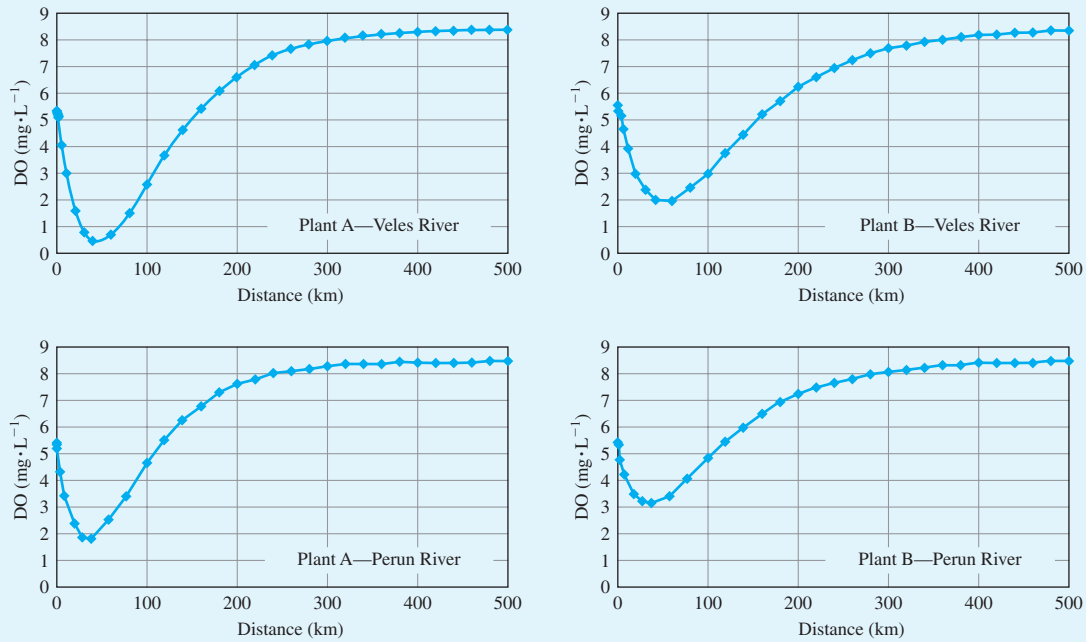 9
8
7
6
5
4
3
2
1
0
DO (mg·L⁻¹)
Plant A—Veles River
0 100 200 300 400 500
Distance (km)
9
8
7
6
5
4
3
2
1
0
DO (mg·L⁻¹)
Plant B—Veles River
0 100 200 300 400 500
Distance (km)
9
8
7
6
5
4
3
2
1
0
DO (mg·L⁻¹)
Plant A—Perun River
0 100 200 300 400 500
Distance (km)
9
8
7
6
5
4
3
2
1
0
DO (mg·L⁻¹)
Plant B—Perun River
0 100 200 300 400 500
Distance (km)